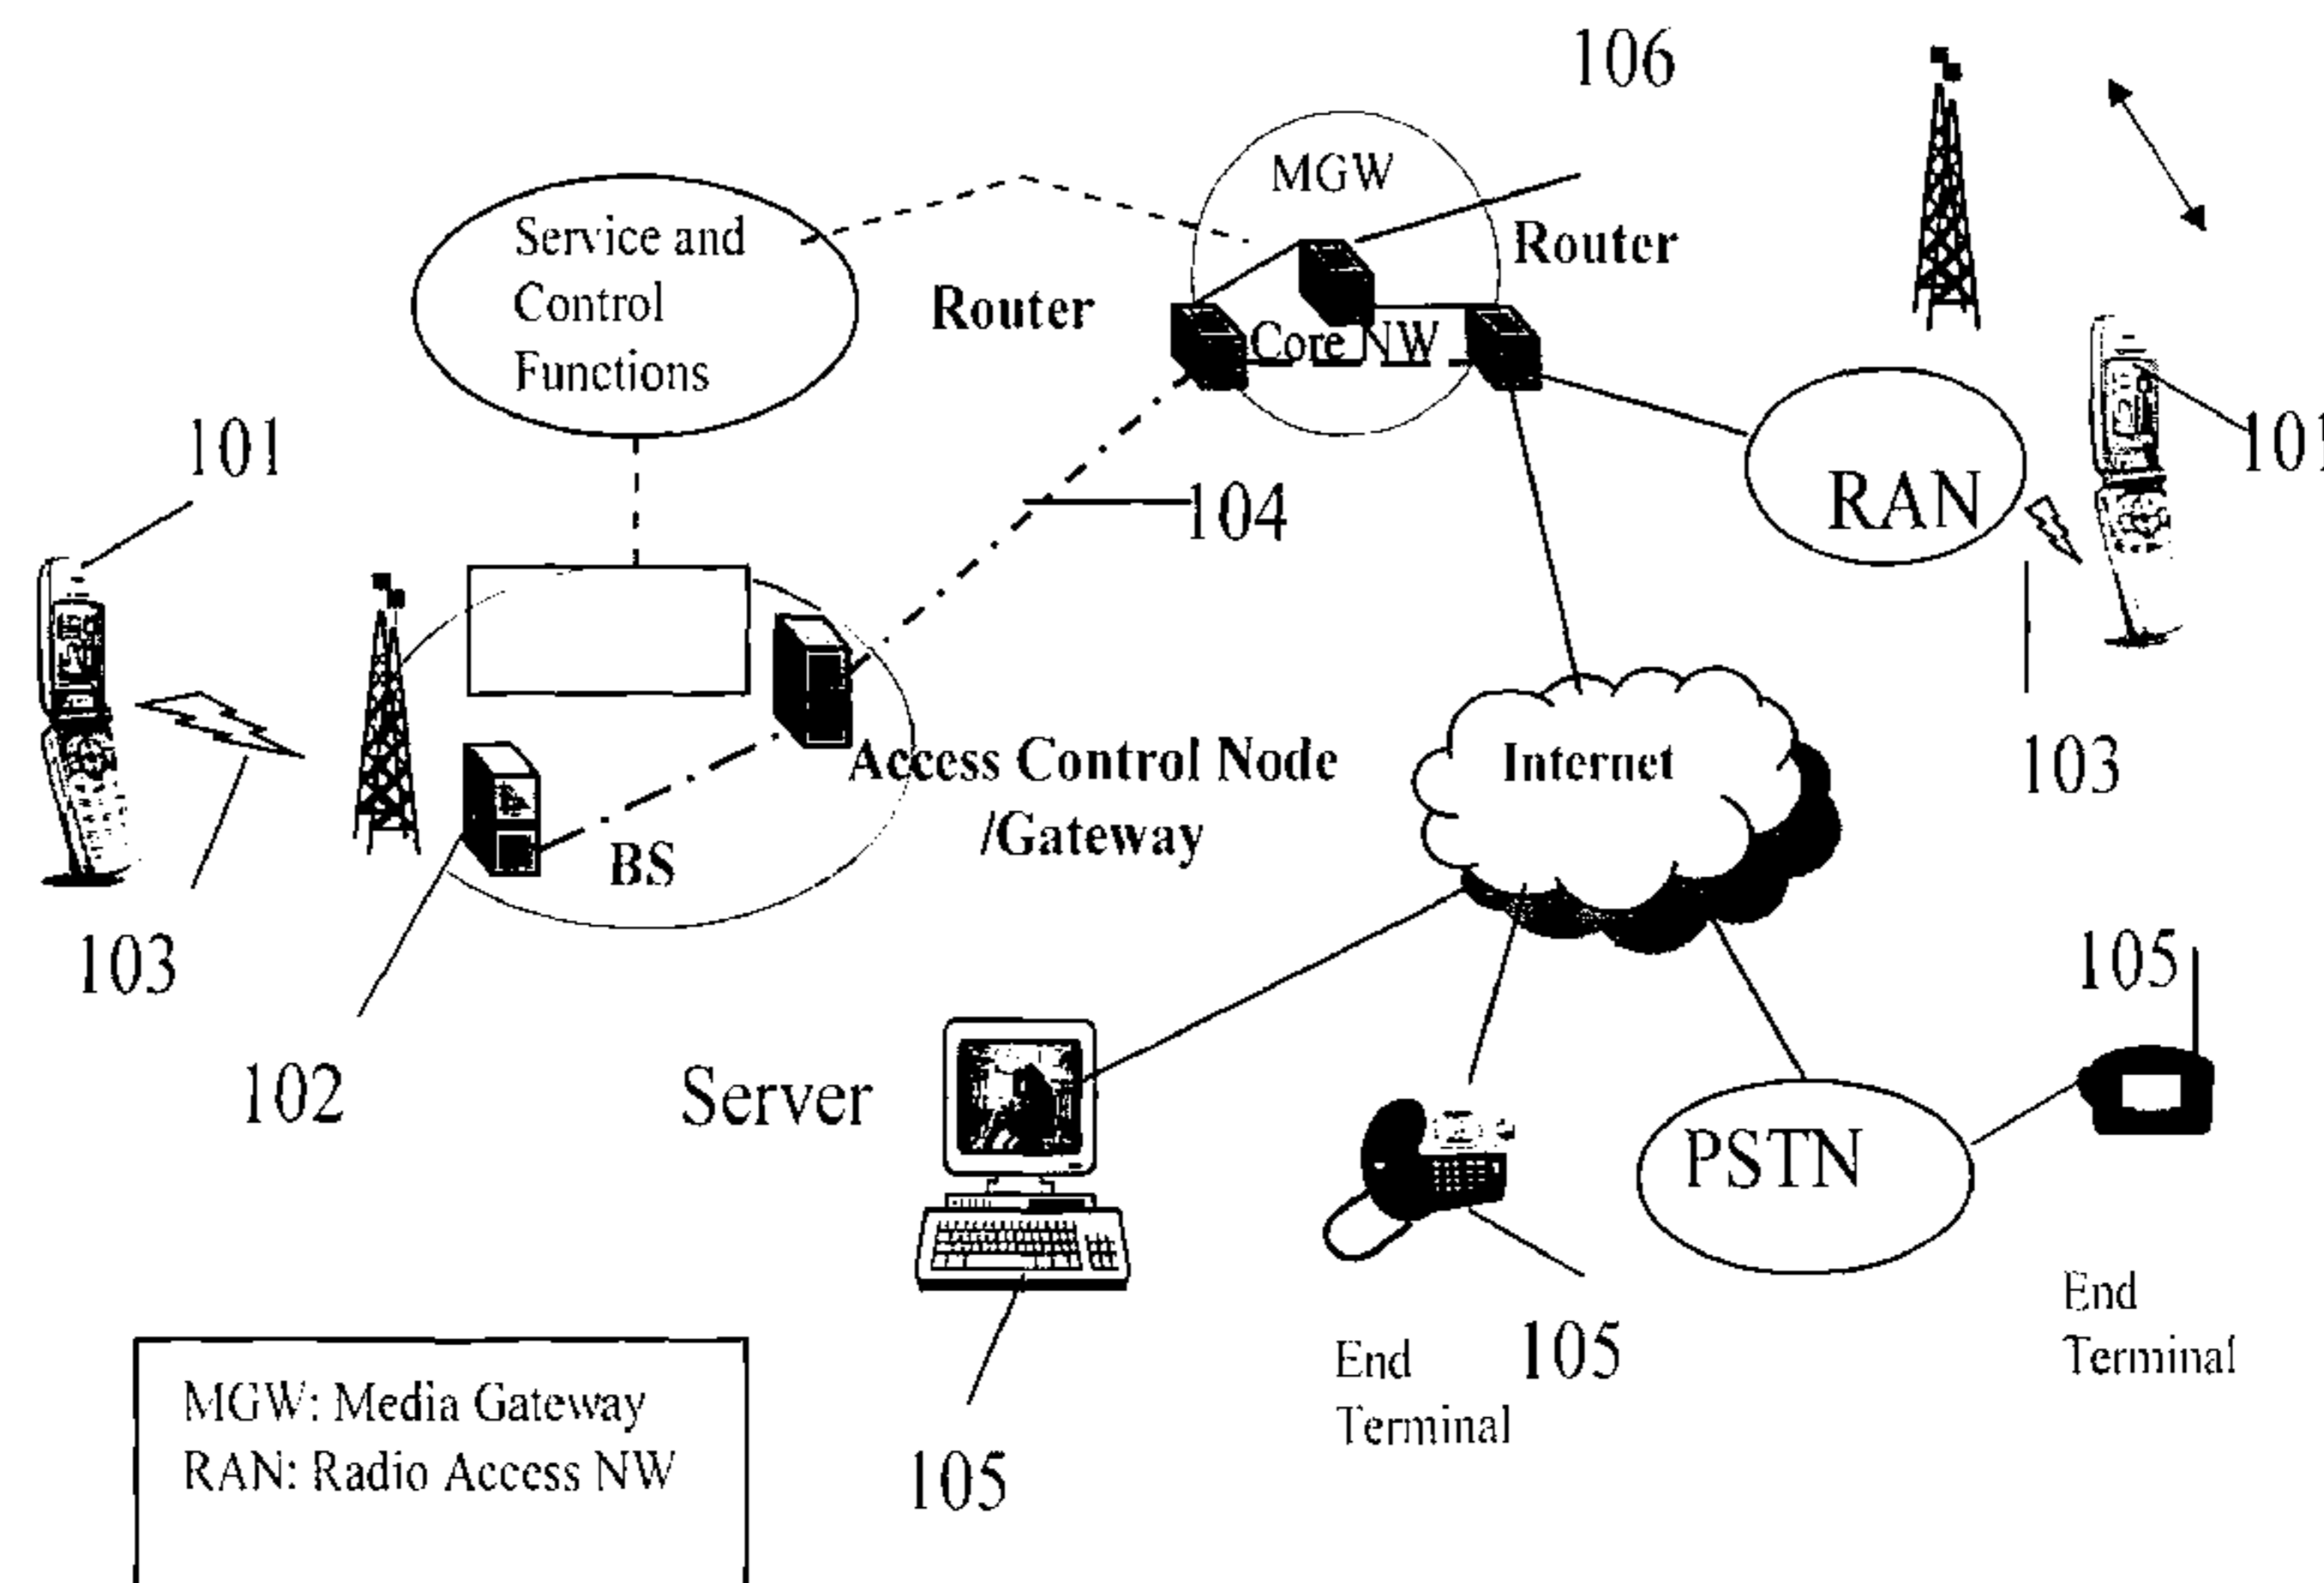 106
MGW
Service and
Control
Functions
Router
Router
Core NW
101
101
104
RAN
Access Control Node
/Gateway
Internet
103
BS
103
105
102
Server
PSTN
End
Terminal
End
Terminal
105
105
MGW: Media Gateway
RAN: Radio Access NW